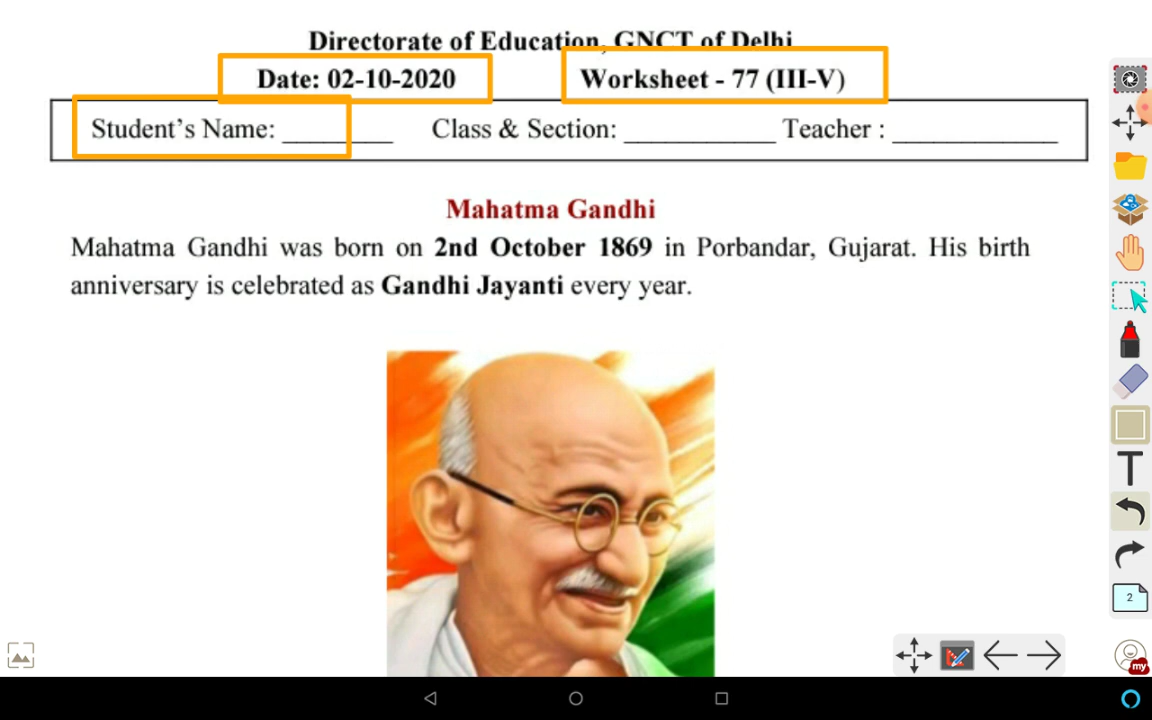 Directorate of Education, GNCT of Delhi
Date: 02-10-2020 Worksheet - 77 (III-V)
Student’s Name: ________ Class & Section: ___________ Teacher : ____________
Mahatma Gandhi
Mahatma Gandhi was born on 2nd October 1869 in Porbandar, Gujarat. His birth
anniversary is celebrated as Gandhi Jayanti every year.
T
2
my